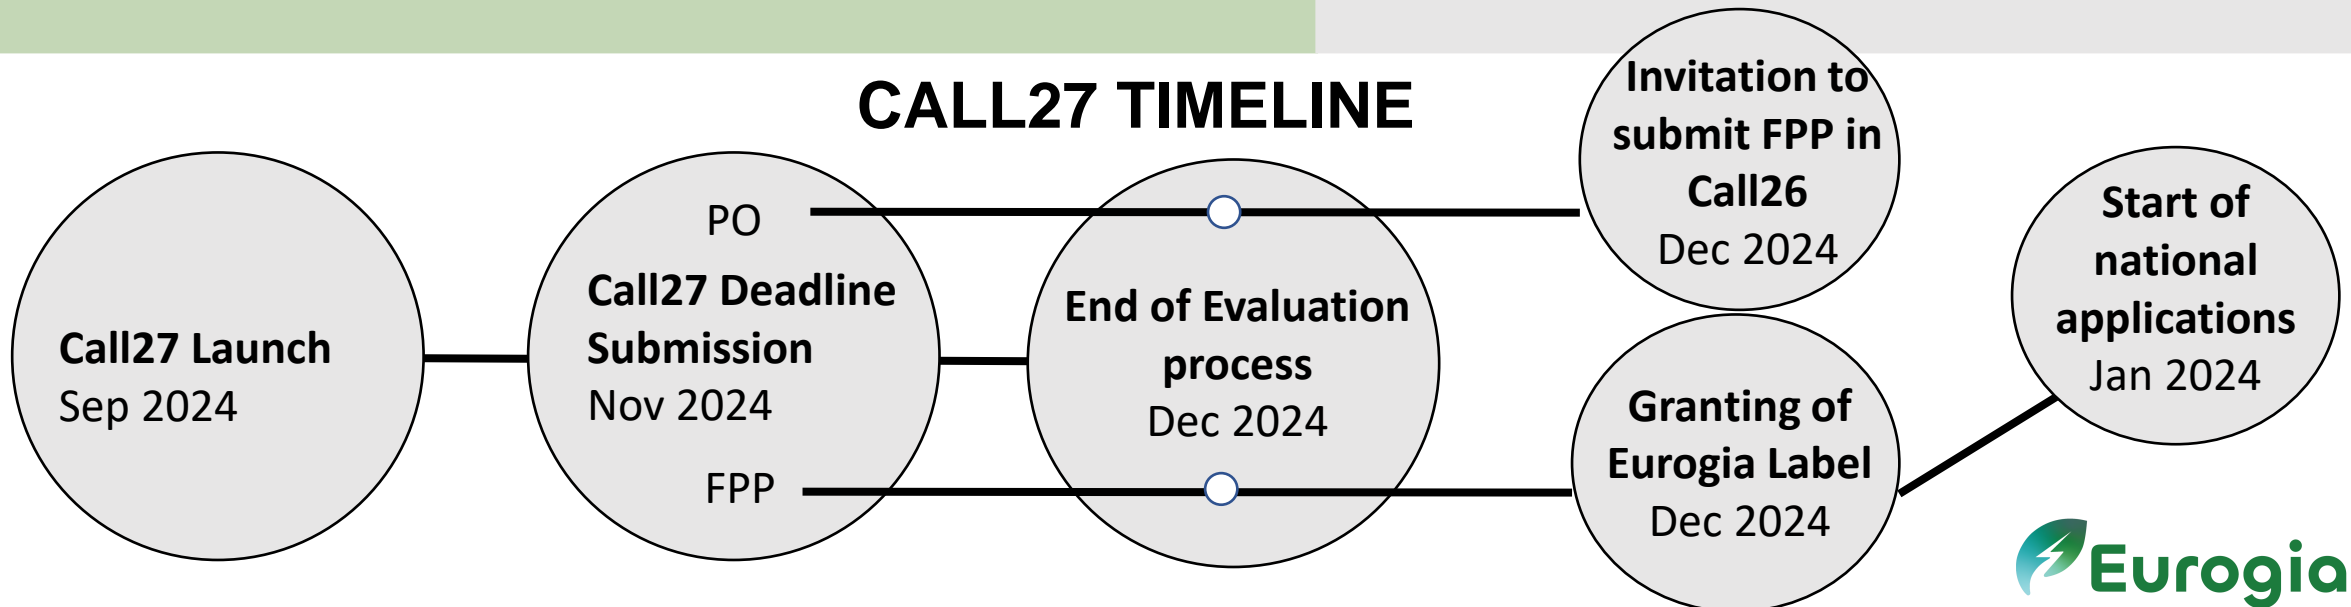 CALL27 TIMELINE
Call27 Launch
Sep 2024
PO
Call27 Deadline
Submission
Nov 2024
FPP
End of Evaluation
process
Dec 2024
Invitation to
submit FPP in
Call26
Dec 2024
Granting of
Eurogia Label
Dec 2024
Start of
national
applications
Jan 2024
Eurogia